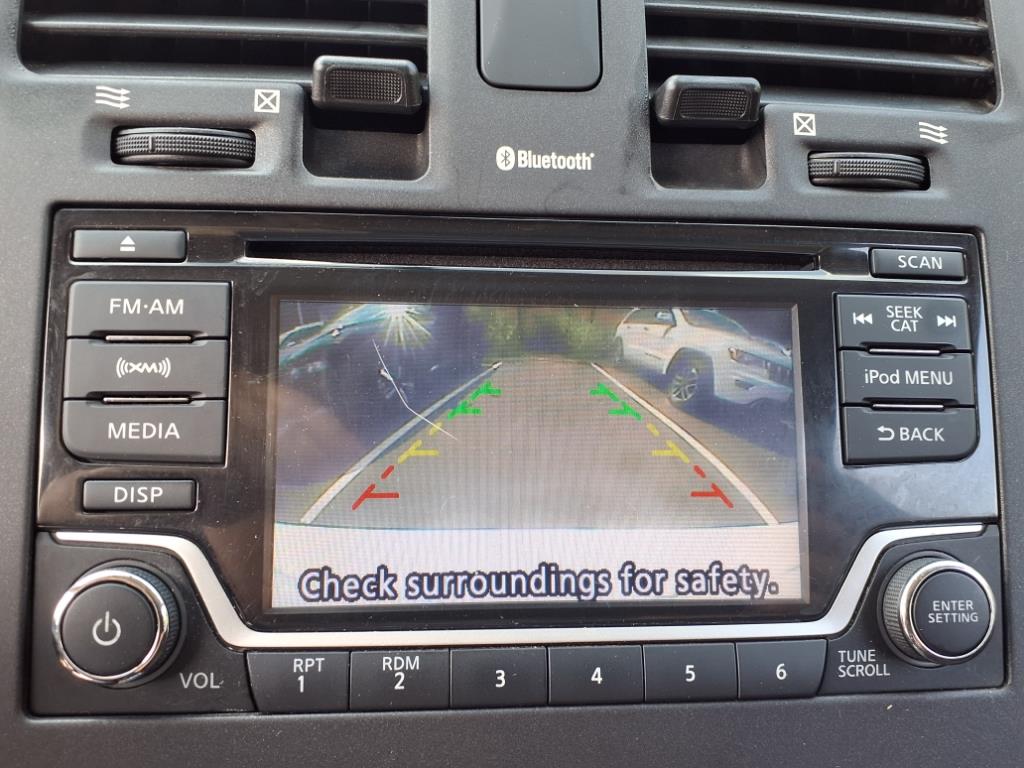 Bluetooth
SCAN
FM·AM
SEEK
CAT
XM
iPod MENU
MEDIA
BACK
DISP
Check surroundings for safety.
ENTER
SETTING
VOL
RPT
1
RDM
2
3
4
5
6
TUNE
SCROLL